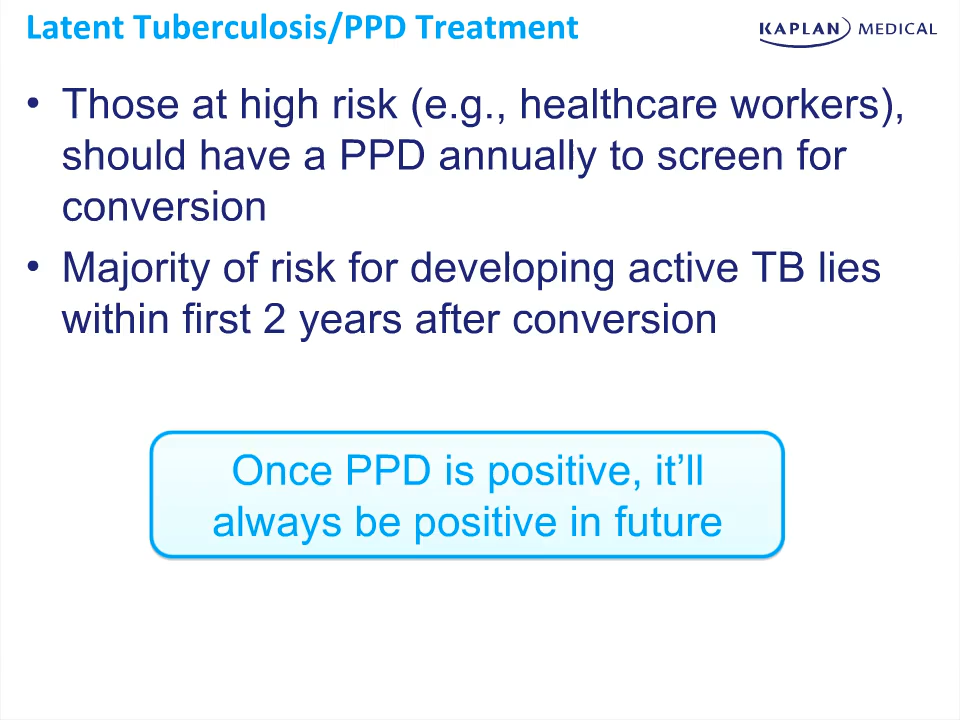 Latent Tuberculosis/PPD Treatment
KAPLAN MEDICAL
• Those at high risk (e.g., healthcare workers),
should have a PPD annually to screen for
conversion
• Majority of risk for developing active TB lies
within first 2 years after conversion
Once PPD is positive, it’ll
always be positive in future